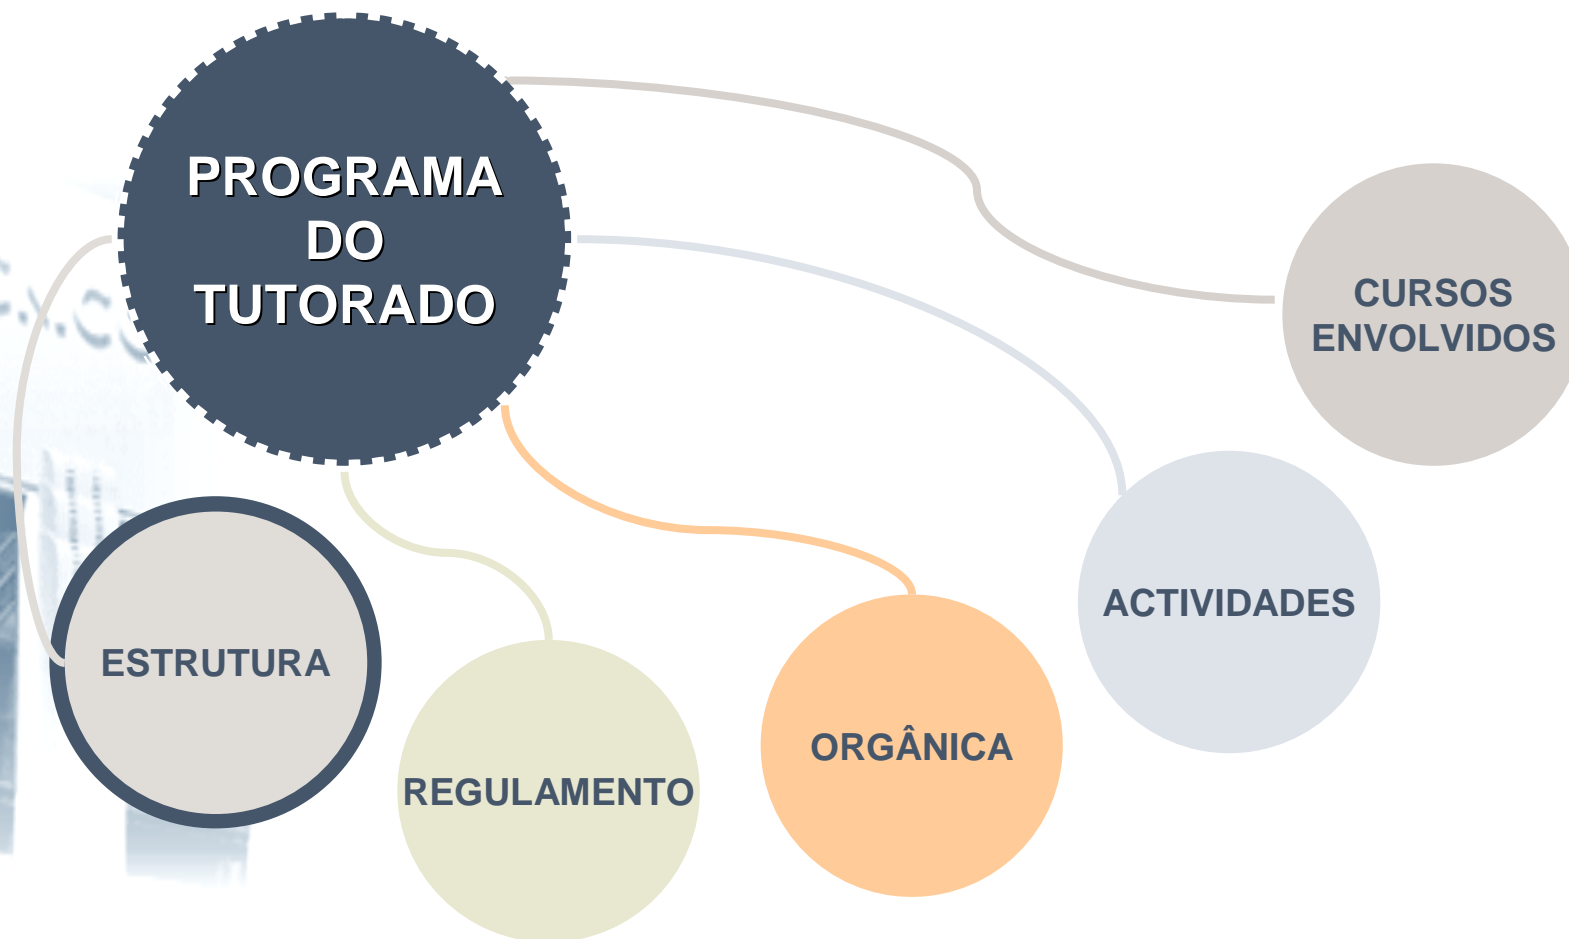 PROGRAMA
DO
TUTORADO
CURSOS
ENVOLVIDOS
ACTIVIDADES
ESTRUTURA
ORGÂNICA
REGULAMENTO